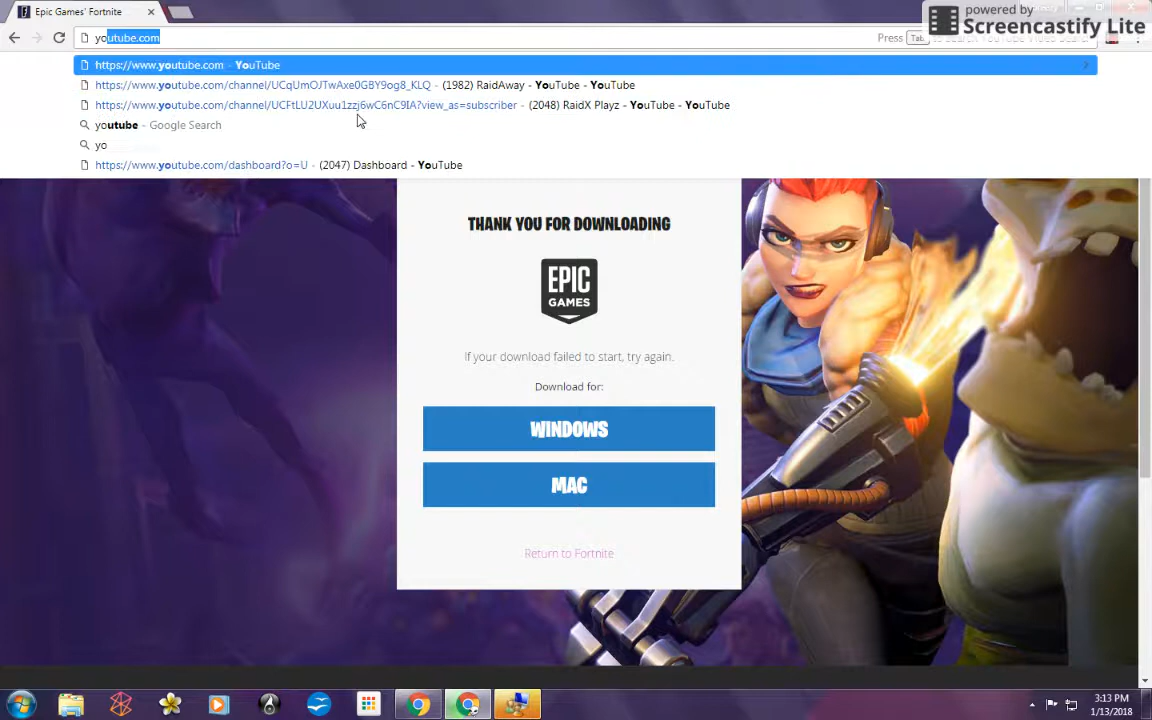 Epic Games' Fortnite
powered by
Screencastify Lite
youtube.com
Press Tab
https://www.youtube.com - YouTube
https://www.youtube.com/channel/UCqUmOJTwAxe0G8Y9og8_KLQ - (1982) RaidAway - YouTube - YouTube
https://www.youtube.com/channel/UCFtLU2UXuu1zzj6wC6nC9IA?view_as=subscriber - (2048) RaidX Playz - YouTube - YouTube
youtube - Google Search
yo
https://www.youtube.com/dashboard?o=U - (2047) Dashboard - YouTube
THANK YOU FOR DOWNLOADING
EPIC
GAMES
If your download failed to start, try again.
Download for:
WINDOWS
MAC
Return to Fortnite
3:13 PM
1/13/2018